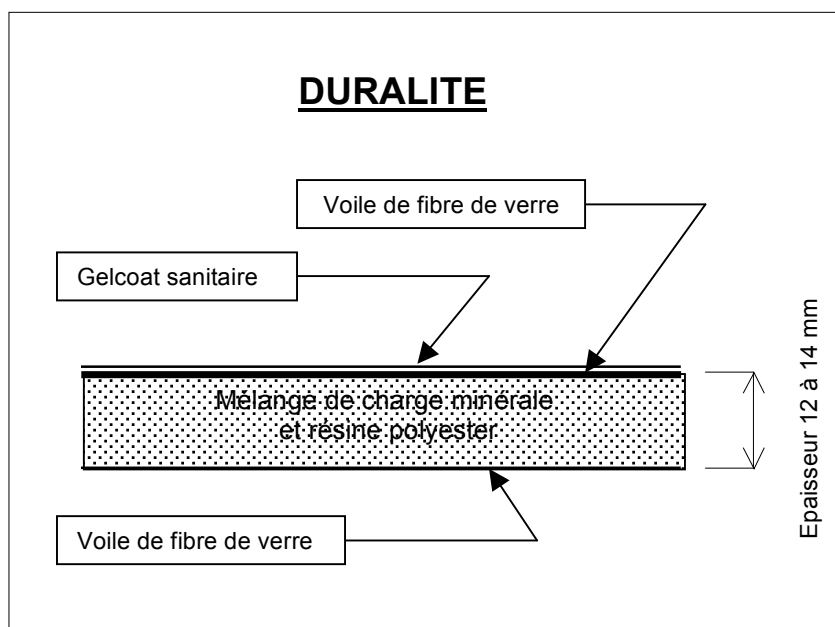 DURALITE
Voile de fibre de verre
Gelcoat sanitaire
Mélange de charge minérale
et résine polyester
Voile de fibre de verre
Epaisseur 12 à 14 mm